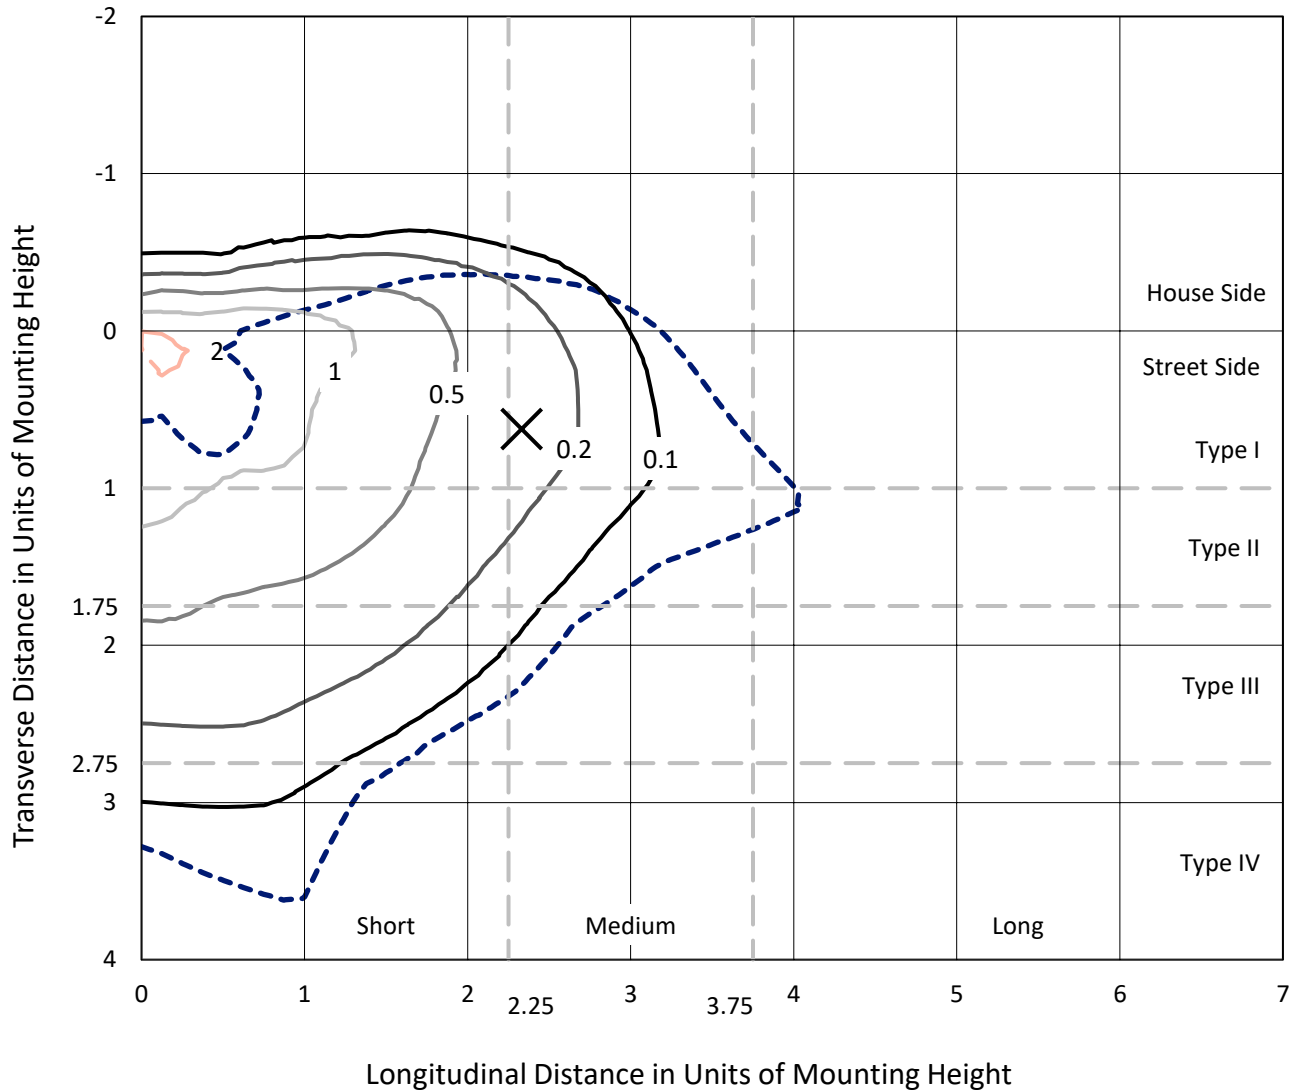 -2
-1
House Side
0
Street Side
2
1
0.5
0.2
0.1
Type I
1
Type II
1.75
2
Type III
2.75
3
Type IV
Short
Medium
Long
4
0 1 2 2.25 3 3.75 4 5 6 7
Longitudinal Distance in Units of Mounting Height
Transverse Distance in Units of Mounting Height